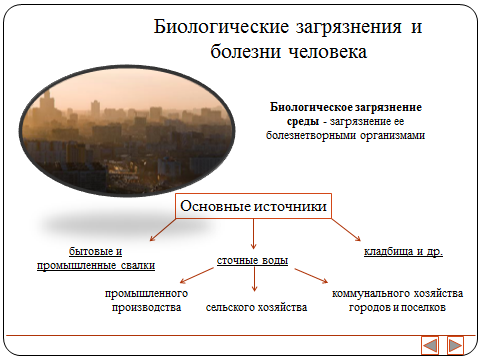 Биологические загрязнения и
болезни человека
Биологическое загрязнение
среды - загрязнение ее
болезнетворными организмами
Основные источники
бытовые и
промышленные свалки
сточные воды
кладбища и др.
промышленного
производства
сельского хозяйства
коммунального хозяйства
городов и поселков